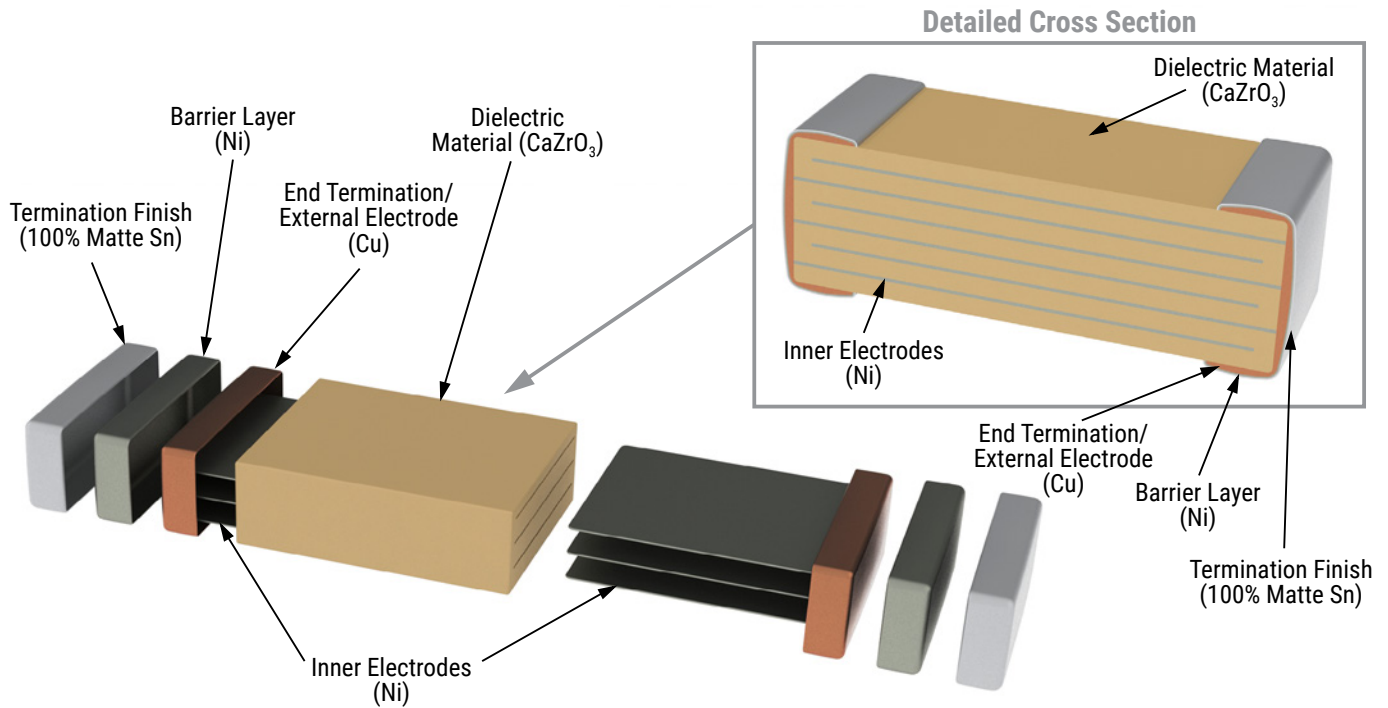 Detailed Cross Section
Dielectric Material
(CaZrO₃)
Barrier Layer
(Ni)
Dielectric
Material (CaZrO₃)
End Termination/
External Electrode
(Cu)
Termination Finish
(100% Matte Sn)
Inner Electrodes
(Ni)
End Termination/
External Electrode
(Cu)
Barrier Layer
(Ni)
Termination Finish
(100% Matte Sn)
Inner Electrodes
(Ni)